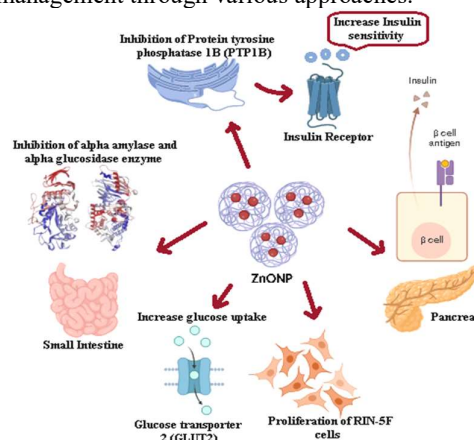 management through various approaches.
Increase Insulin
sensitivity
Inhibition of Protein tyrosine
phosphatase 1B (PTP1B)
Insulin Receptor
Insulin
β cell
antigen
β cell
Inhibition of alpha amylase and
alpha glucosidase enzyme
ZnONP
Small Intestine
Pancrea
Increase glucose uptake
Glucose transporter
2 (GLUT2)
Proliferation of RIN-5F
cells